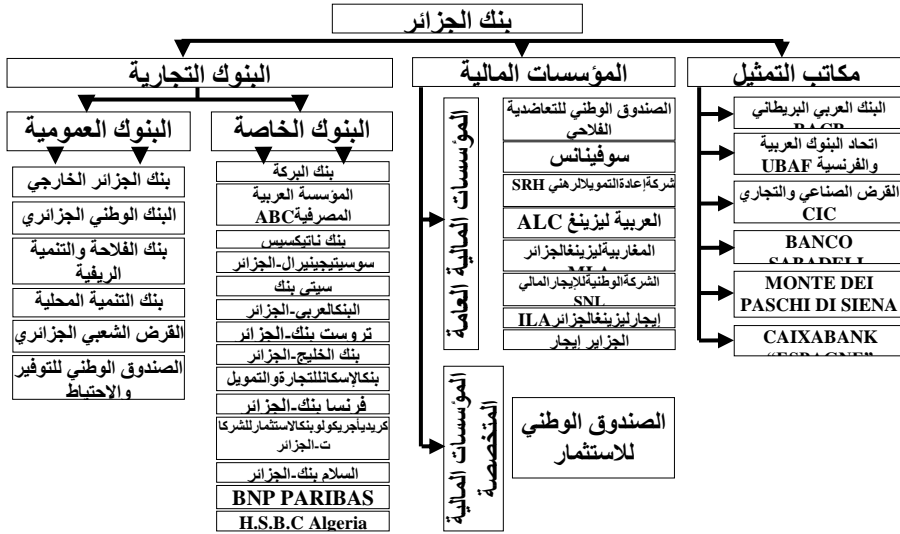 بنك الجزائر
البنوك التجارية
المؤسسات المالية
مكاتب التمثيل
البنوك العمومية
بنك الجزائر الخارجي
البنك الوطني الجزائري
بنك الفلاحة والتنمية
الريفية
بنك التنمية المحلية
القرض الشعبي الجزائري
الصندوق الوطني للتوفير
والاحتياط
البنوك الخاصة
بنك البركة
المؤسسة العربية
المصرفيةABC
بنك ناتيكسيس
سوسيتيجينيرال-الجزائر
سيتي بنك
البنكالعربي-الجزائر
تروست بنك-الجزائر
بنك الخليج-الجزائر
بنكالإسكانللتجارةوالتمويل
فرنسا بنك-الجزائر
كريديأجريكولوبنكالاستثمارللشركا
ت-الجزائر
السلام بنك-الجزائر
BNP PARIBAS
H.S.B.C Algeria
المؤسسات المالية العامة
الصندوق الوطني للتعاضدية
الفلاحي
سوفينانس
شركةإعادةالتمويلالرهني SRH
العربية ليزينغ ALC
المغاربيةليزينغالجزائر
MLA
الشركةالوطنيةللإيجارالمالي
SNL
إيجارليزينغالجزائرILA
الجزاير إيجار
المؤسسات المالية
المتخصصة
الصندوق الوطني
للاستثمار
البنك العربي البريطاني
اتحاد البنوك العربية
والفرنسية UBAF
القرض الصناعي والتجاري
CIC
BANCO
SABADELL
MONTE DEI
PASCHI DI SIENA
CAIXABANK
“ESPAGNE”